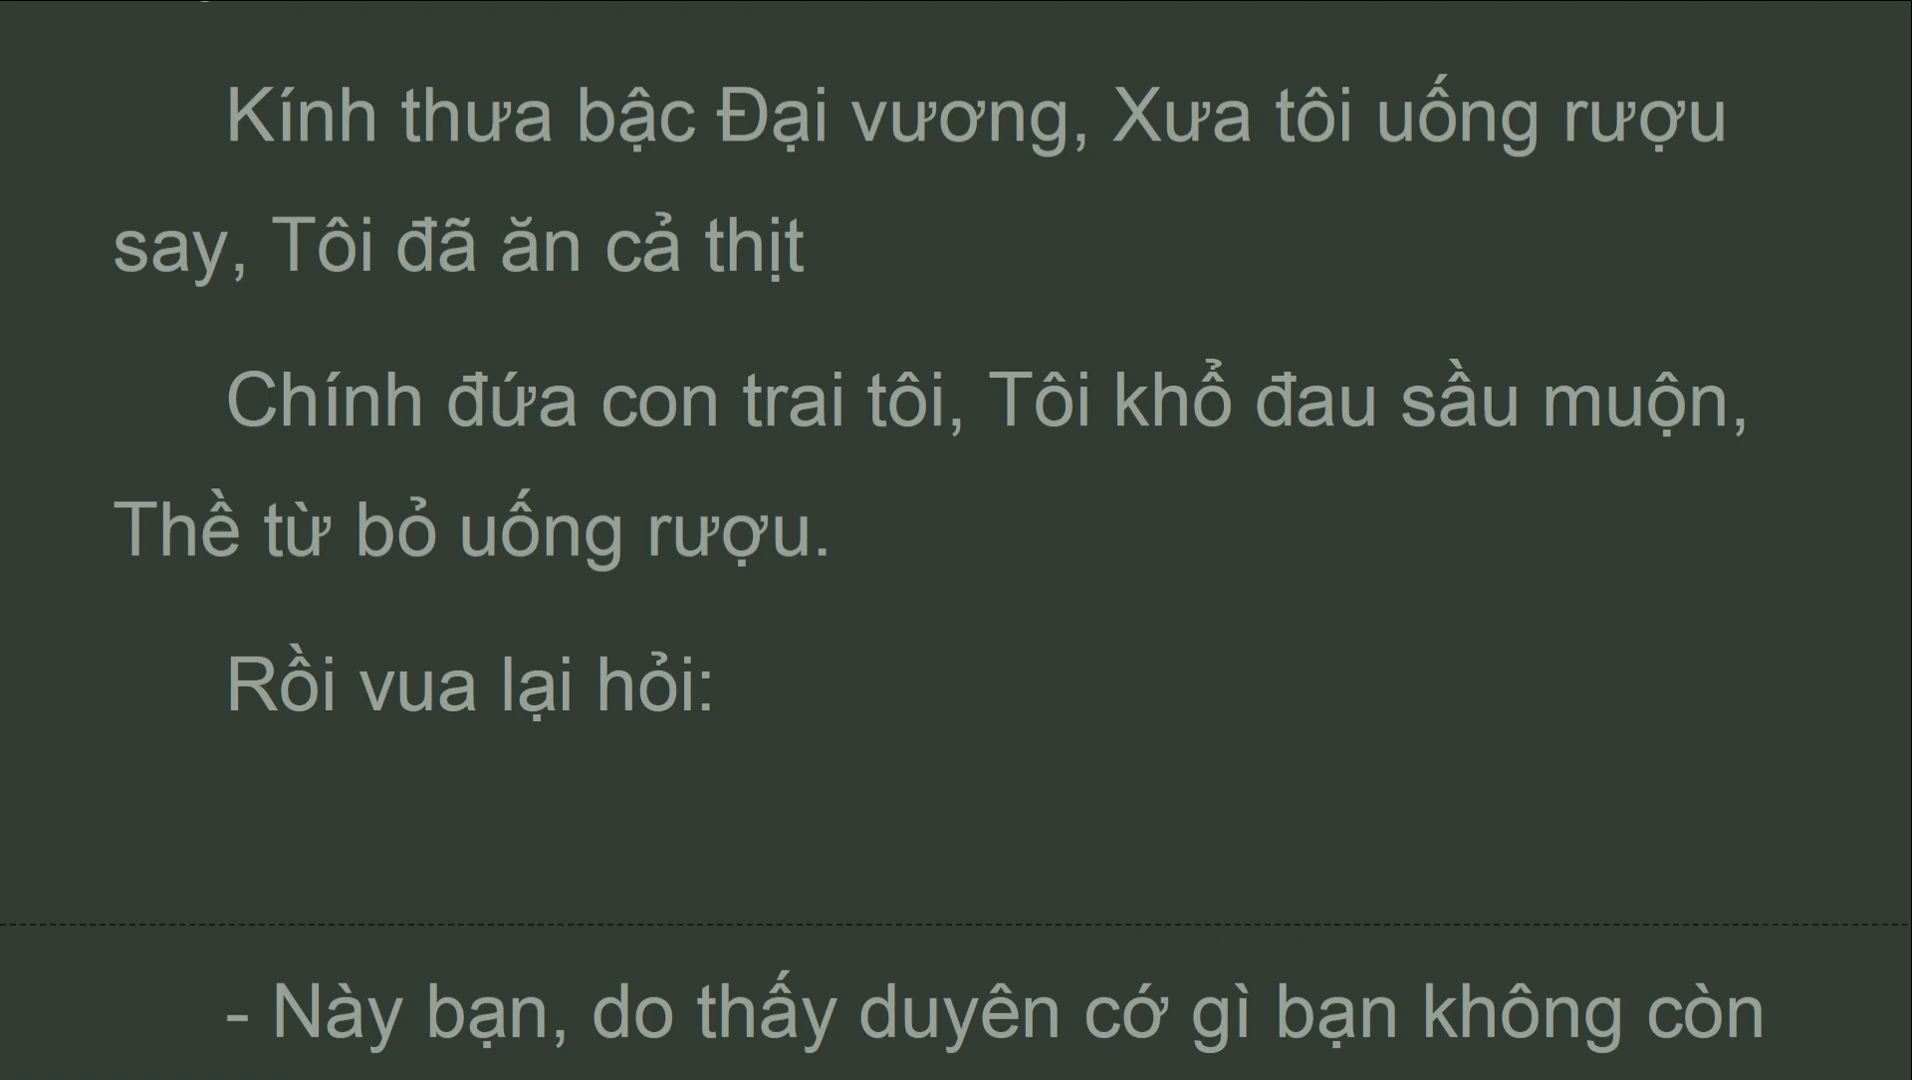 Kính thưa bậc Đại vương, Xưa tôi uống rượu
say, Tôi đã ăn cả thịt
Chính đứa con trai tôi, Tôi khổ đau sầu muộn,
Thề từ bỏ uống rượu.
Rồi vua lại hỏi:
- Này bạn, do thấy duyên cớ gì bạn không còn